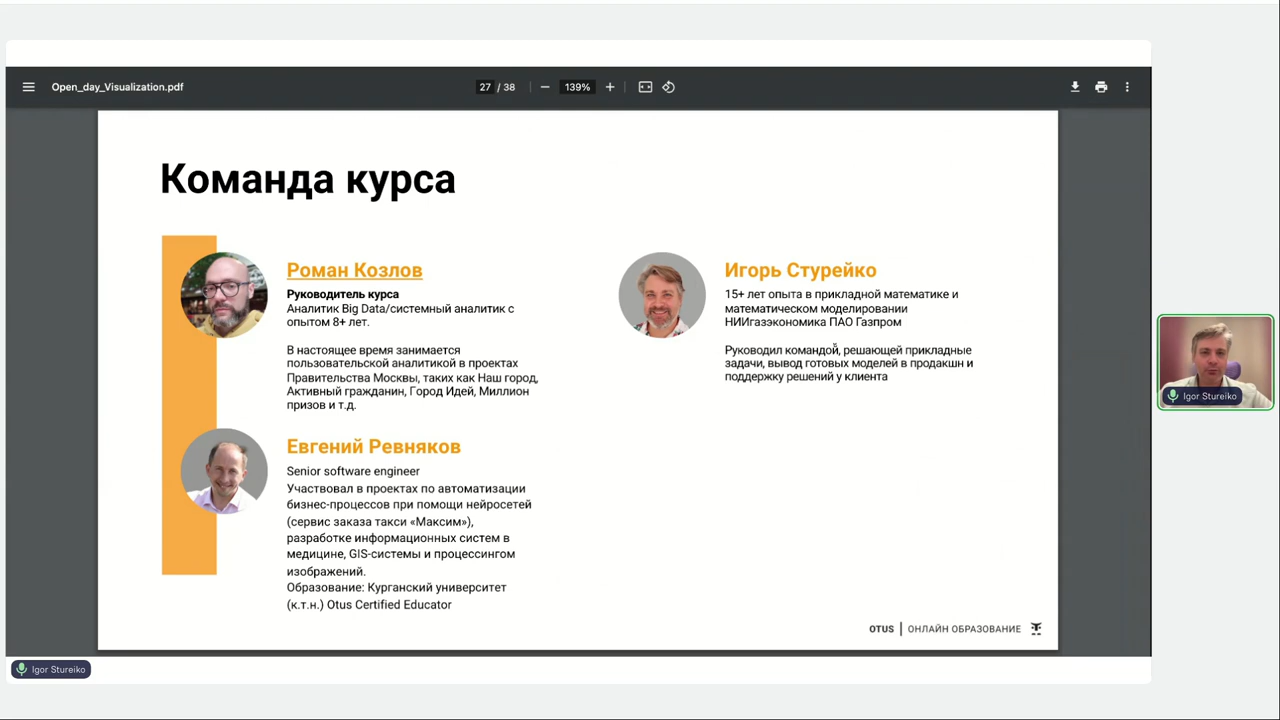 Open_day_Visualization.pdf
27 / 38
139%
Команда курса
Роман Козлов
Руководитель курса
Аналитик Big Data/системный аналитик с
опытом 8+ лет.
В настоящее время занимается
пользовательской аналитикой в проектах
Правительства Москвы, таких как Наш город,
Активный гражданин, Город Идей, Миллион
призов и т.д.
Евгений Ревняков
Senior software engineer
Участвовал в проектах по автоматизации
бизнес-процессов при помощи нейросетей
(сервис заказа такси «Максим»),
разработке информационных систем в
медицине, GIS-системы и процессингом
изображений.
Образование: Курганский университет
(к.т.н.) Otus Certified Educator
Игорь Стурейко
15+ лет опыта в прикладной математике и
математическом моделировании
НИИгазэкономика ПАО Газпром
Руководил командой, решающей прикладные
задачи, вывод готовых моделей в продакшн и
поддержку решений у клиента
OTUS | ОНЛАЙН ОБРАЗОВАНИЕ
Igor Stureiko
Igor Stureiko